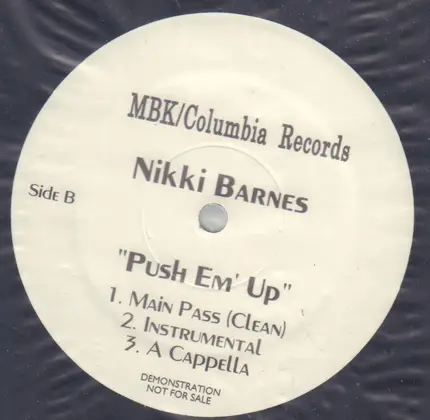 MBK/Columbia Records
Nikki Barnes
Side B
"Push Em' Up"
1. Main Pass (Clean)
2. Instrumental
3. A Cappella
DEMONSTRATION
NOT FOR SALE